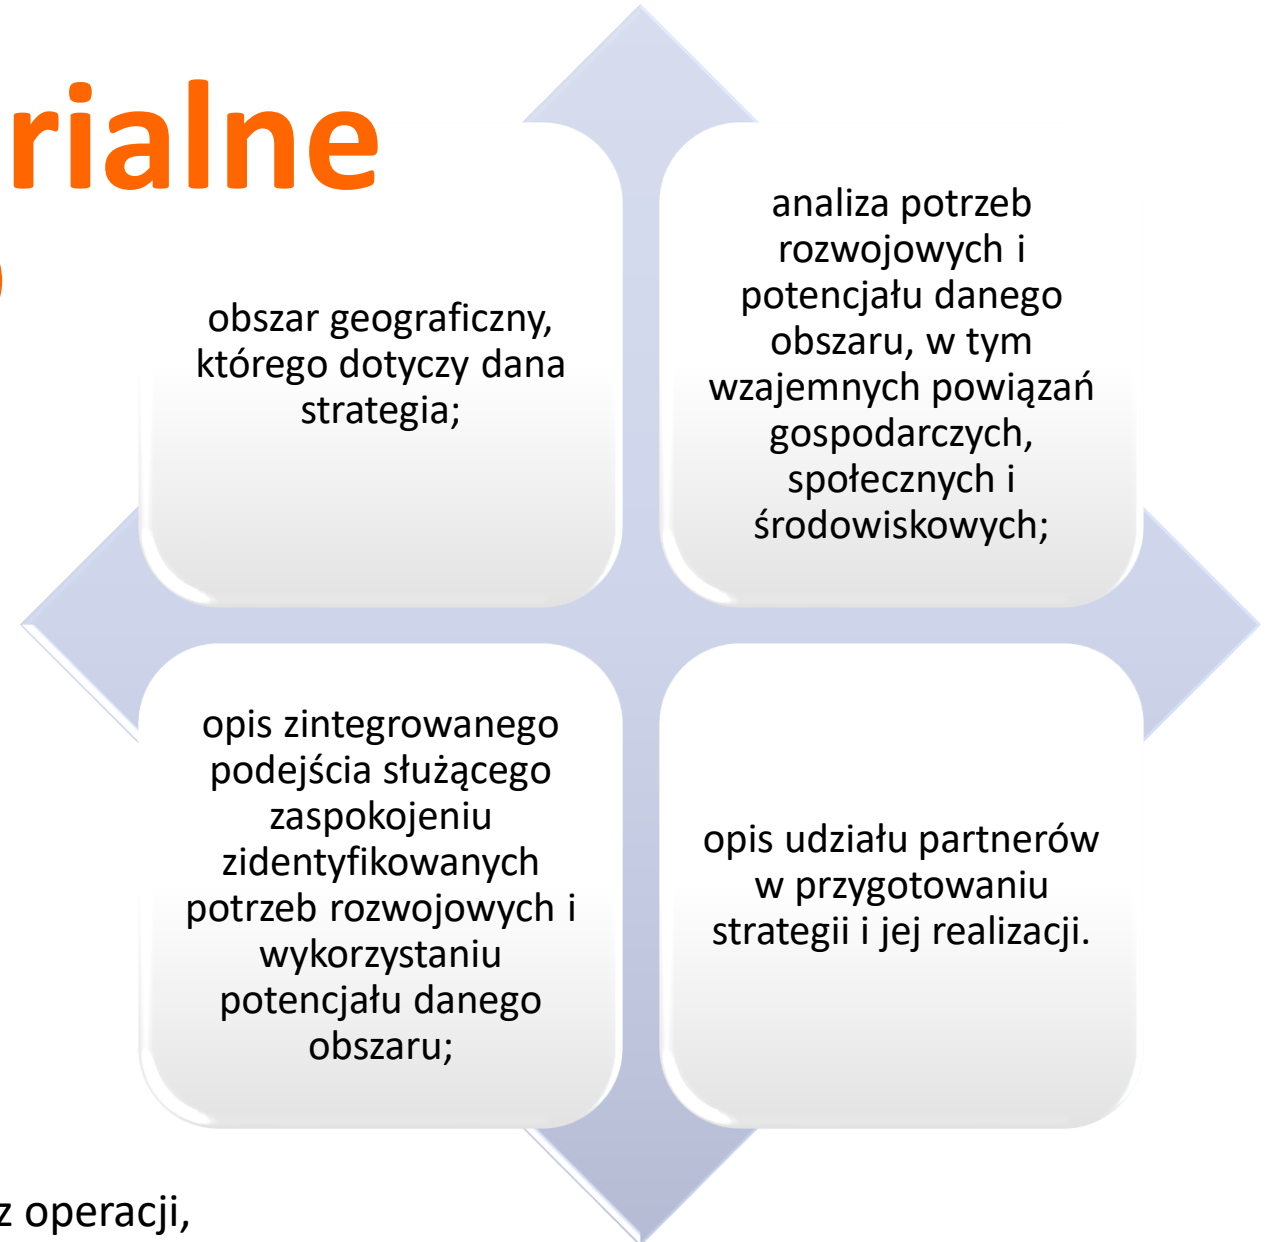 rialne
obszar geograficzny,
którego dotyczy dana
strategia;
analiza potrzeb
rozwojowych i
potencjału danego
obszaru, w tym
wzajemnych powiązań
gospodarczych,
społecznych i
środowiskowych;
opis zintegrowanego
podejścia służącego
zaspokojeniu
zidentyfikowanych
potrzeb rozwojowych i
wykorzystaniu
potencjału danego
obszaru;
opis udziału partnerów
w przygotowaniu
strategii i jej realizacji.
z operacji,